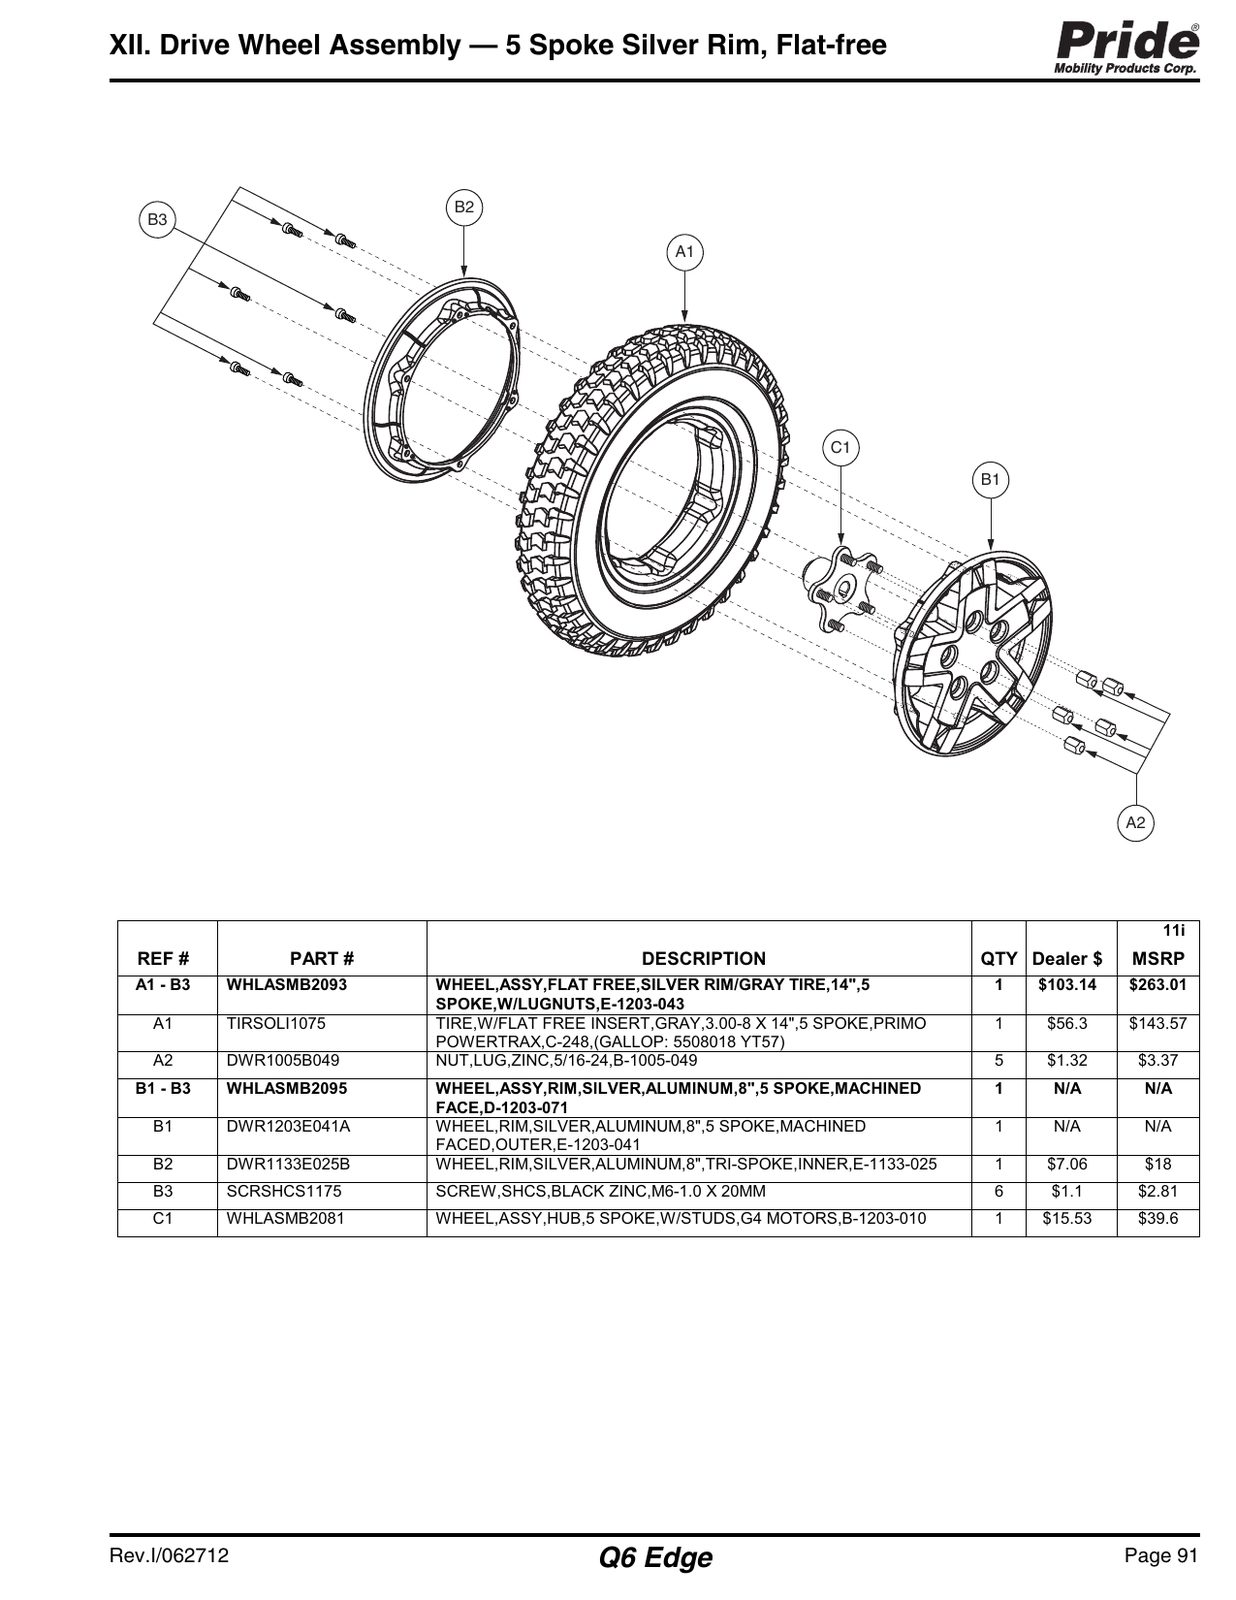 XII. Drive Wheel Assembly — 5 Spoke Silver Rim, Flat-free
Pride®
Mobility Products Corp.
B3
B2
A1
C1
B1
A2
11i
REF # PART # DESCRIPTION QTY Dealer $ MSRP
A1 - B3 WHLASMB2093 WHEEL,ASSY,FLAT FREE,SILVER RIM/GRAY TIRE,14",5 1 $103.14 $263.01
SPOKE,W/LUGNUTS,E-1203-043
A1 TIRSOLI1075 TIRE,W/FLAT FREE INSERT,GRAY,3.00-8 X 14",5 SPOKE,PRIMO 1 $56.3 $143.57
POWERTRAX,C-248,(GALLOP: 5508018 YT57)
A2 DWR1005B049 NUT,LUG,ZINC,5/16-24,B-1005-049 5 $1.32 $3.37
B1 - B3 WHLASMB2095 WHEEL,ASSY,RIM,SILVER,ALUMINUM,8",5 SPOKE,MACHINED 1 N/A N/A
FACE,D-1203-071
B1 DWR1203E041A WHEEL,RIM,SILVER,ALUMINUM,8",5 SPOKE,MACHINED 1 N/A N/A
FACED,OUTER,E-1203-041
B2 DWR1133E025B WHEEL,RIM,SILVER,ALUMINUM,8",TRI-SPOKE,INNER,E-1133-025 1 $7.06 $18
B3 SCRSHCS1175 SCREW,SHCS,BLACK ZINC,M6-1.0 X 20MM 6 $1.1 $2.81
C1 WHLASMB2081 WHEEL,ASSY,HUB,5 SPOKE,W/STUDS,G4 MOTORS,B-1203-010 1 $15.53 $39.6
Rev.I/062712 Q6 Edge Page 91